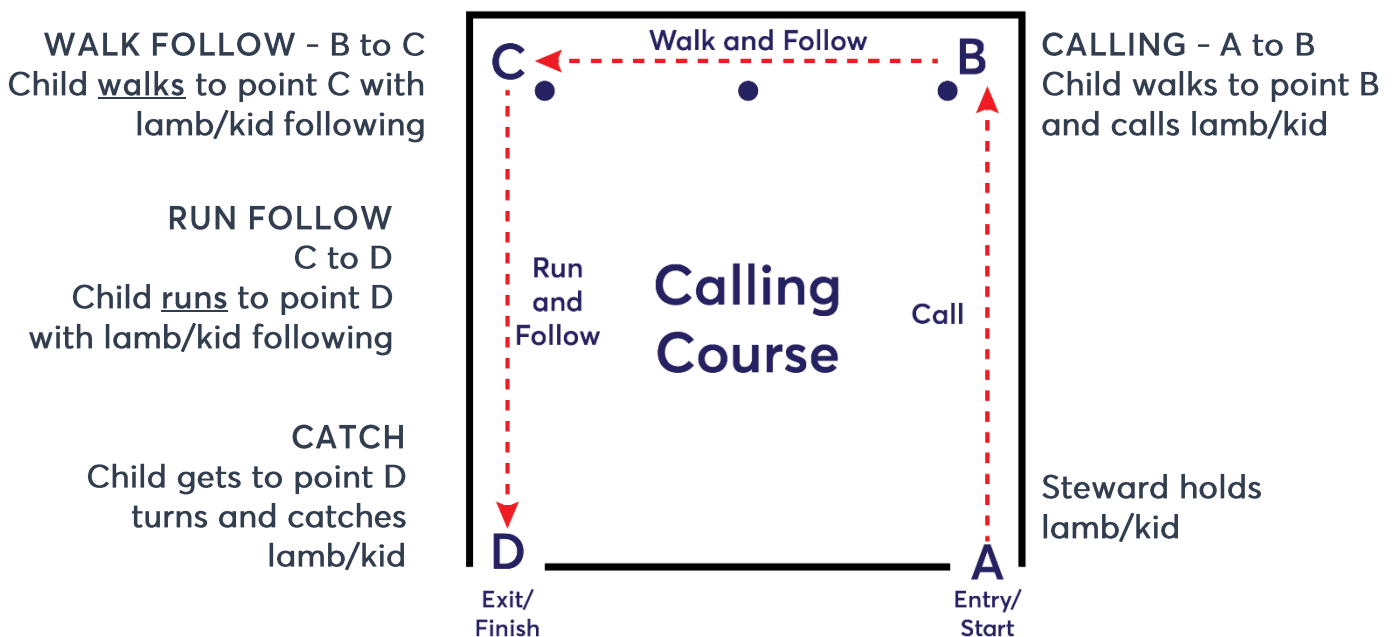 WALK FOLLOW - B to C
Child walks to point C with
lamb/kid following
RUN FOLLOW
C to D
Child runs to point D
with lamb/kid following
CATCH
Child gets to point D
turns and catches
lamb/kid
C
Walk and Follow
B
Run
and
Follow
Calling
Course
Call
D
Exit/
Finish
A
Entry/
Start
CALLING - A to B
Child walks to point B
and calls lamb/kid
Steward holds
lamb/kid